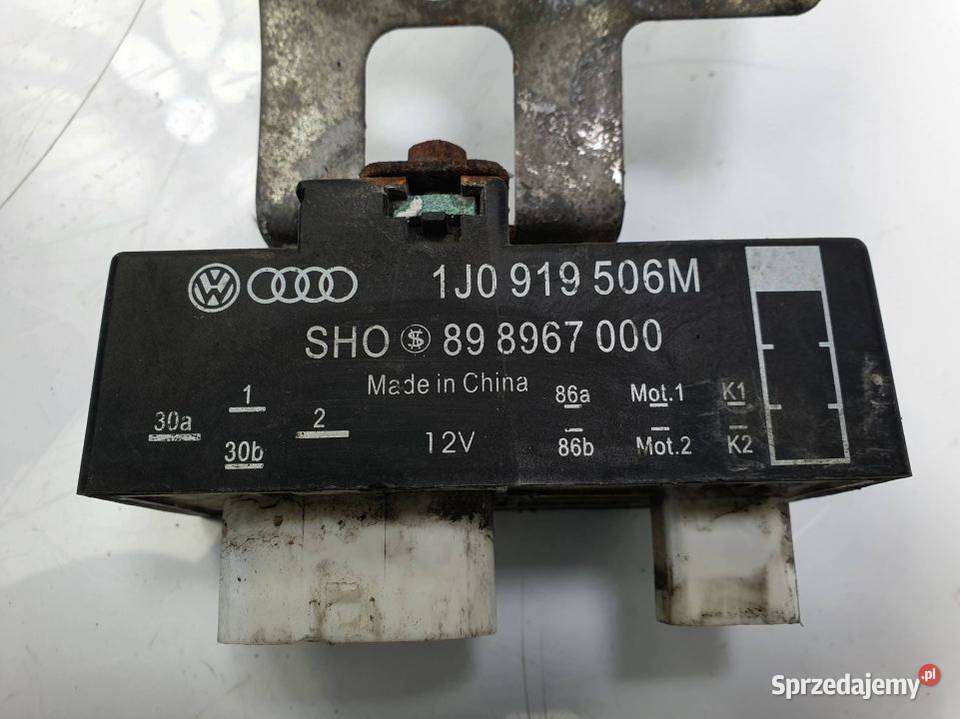 1J0 919 506M
SHO 89 8967 000
Made in China
1 86a Mot.1 K1
30a 2
30b 12V 86b Mot.2 K2
Sprzedajemy.pl